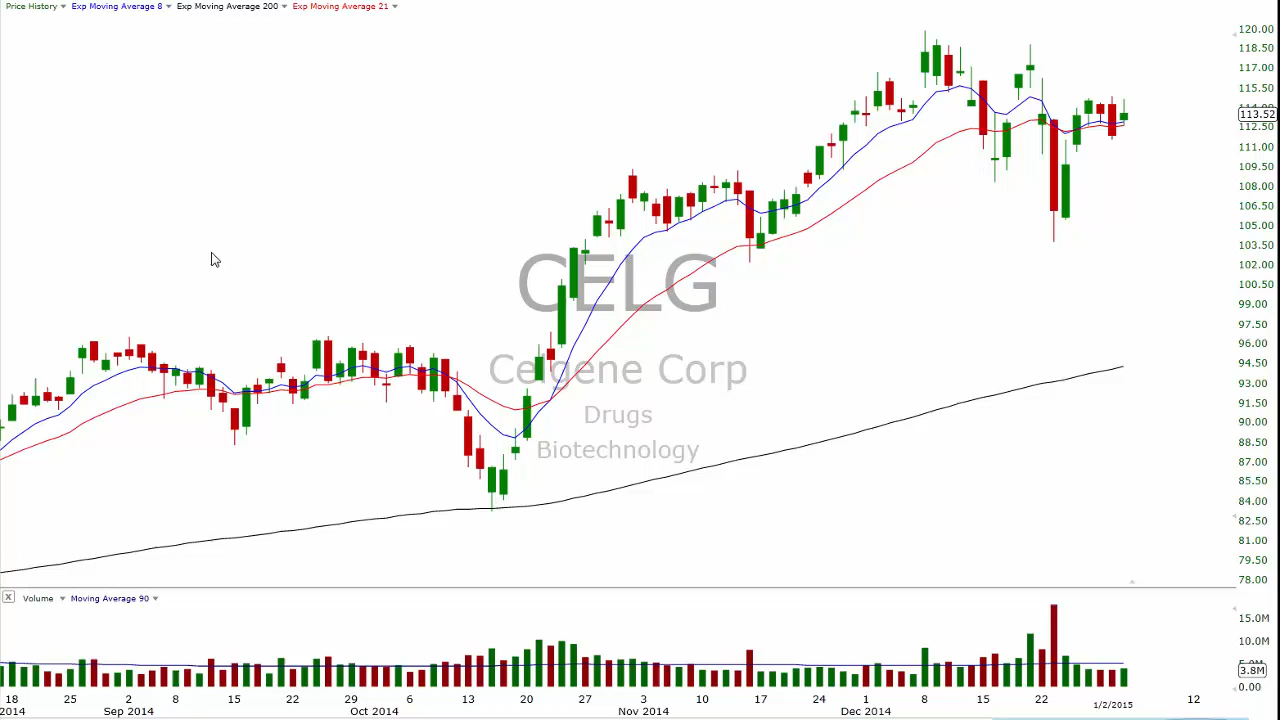 Price History Exp Moving Average 8 Exp Moving Average 200 Exp Moving Average 21
120.00
118.50
117.00
115.50
113.52
112.50
111.00
109.50
108.00
106.50
105.00
103.50
102.00
100.50
99.00
97.50
96.00
94.50
93.00
91.50
90.00
88.50
87.00
85.50
84.00
82.50
81.00
79.50
78.00
CELG
Celgene Corp
Drugs
Biotechnology
X Volume Moving Average 90
15.0M
10.0M
3.8M
0.00
18 25 2 8 15 22 29 6 13 20 27 3 10 17 24 1 8 15 22 12
2014 Sep 2014 Oct 2014 Nov 2014 Dec 2014 1/2/2015